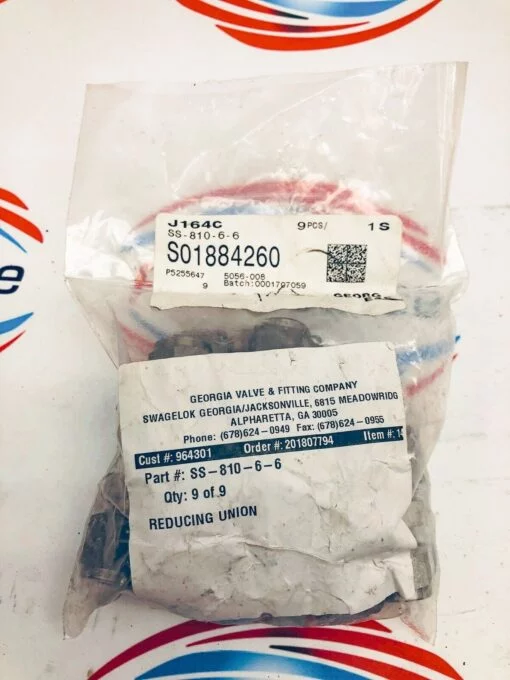 J164C 9PCS/ 1S
SS-810-6-6
S01884260
P5255647 5056-008
9 Batch:0001797059
GEORGIA VALVE & FITTING COMPANY
SWAGELOK GEORGIA/JACKSONVILLE, 6815 MEADOWRIDG
ALPHARETTA, GA 30005
Phone: (678)624-0949 Fax: (678)624-0955
Cust #: 964301 Order #: 201807794 Item #:
Part #: SS-810-6-6
Qty: 9 of 9
REDUCING UNION
e